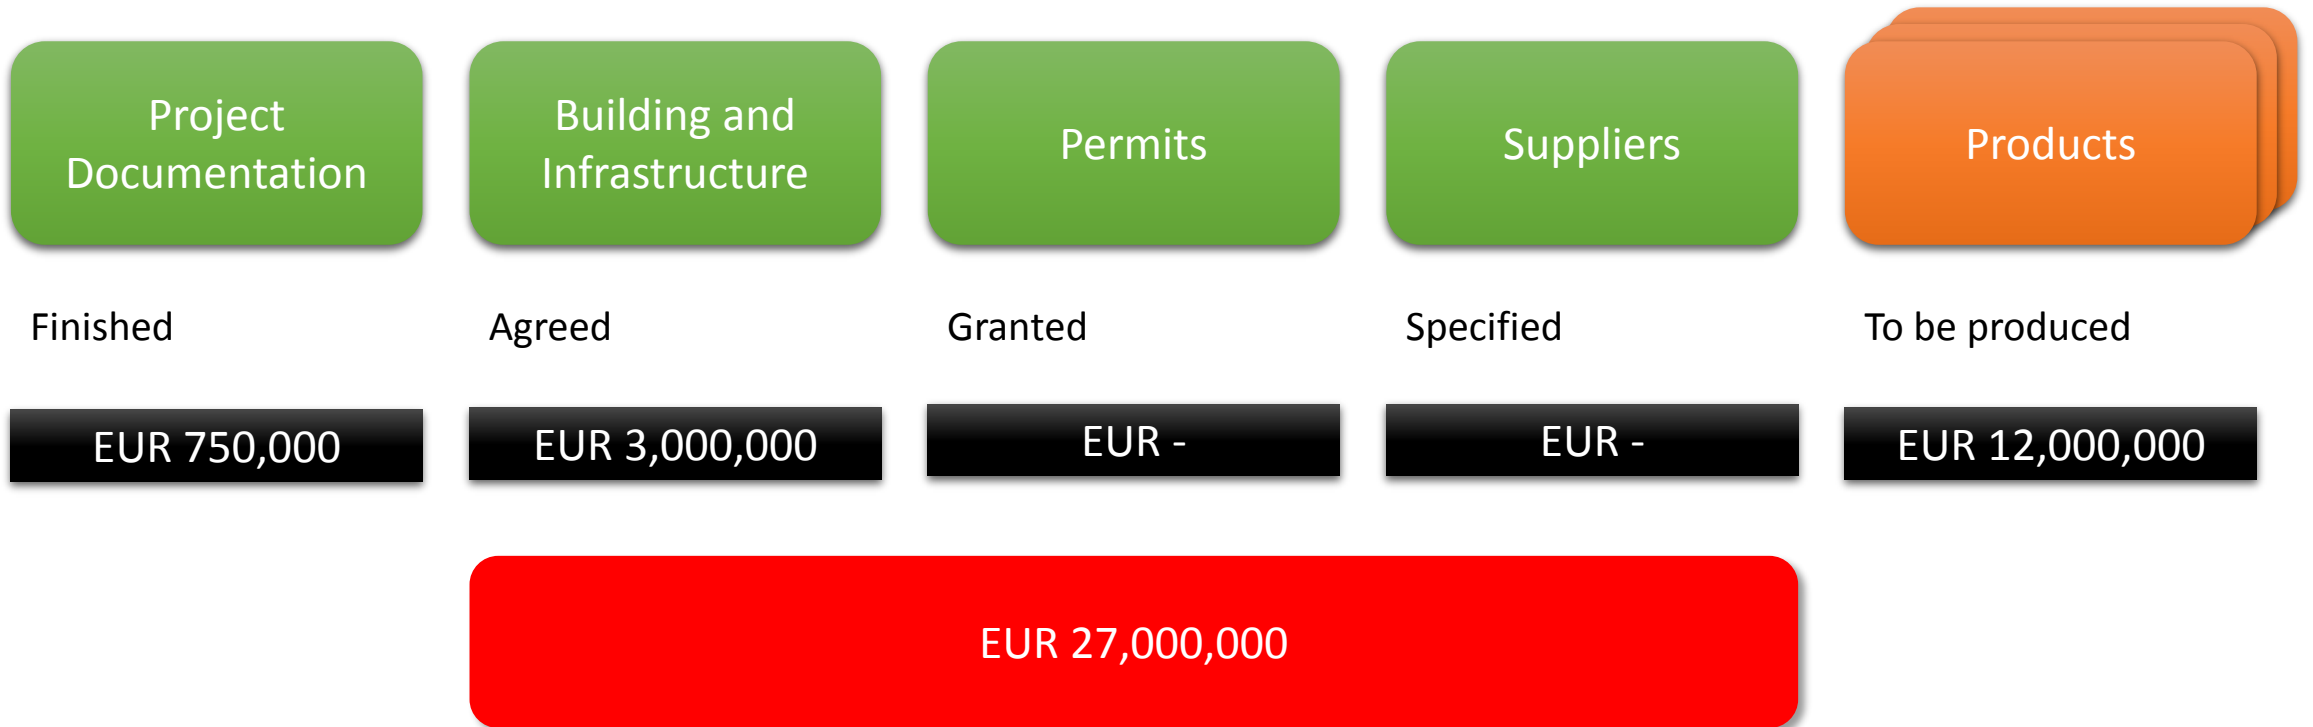 Project
Documentation
Building and
Infrastructure
Permits
Suppliers
Products
Finished
Agreed
Granted
Specified
To be produced
EUR 750,000
EUR 3,000,000
EUR -
EUR -
EUR 12,000,000
EUR 27,000,000